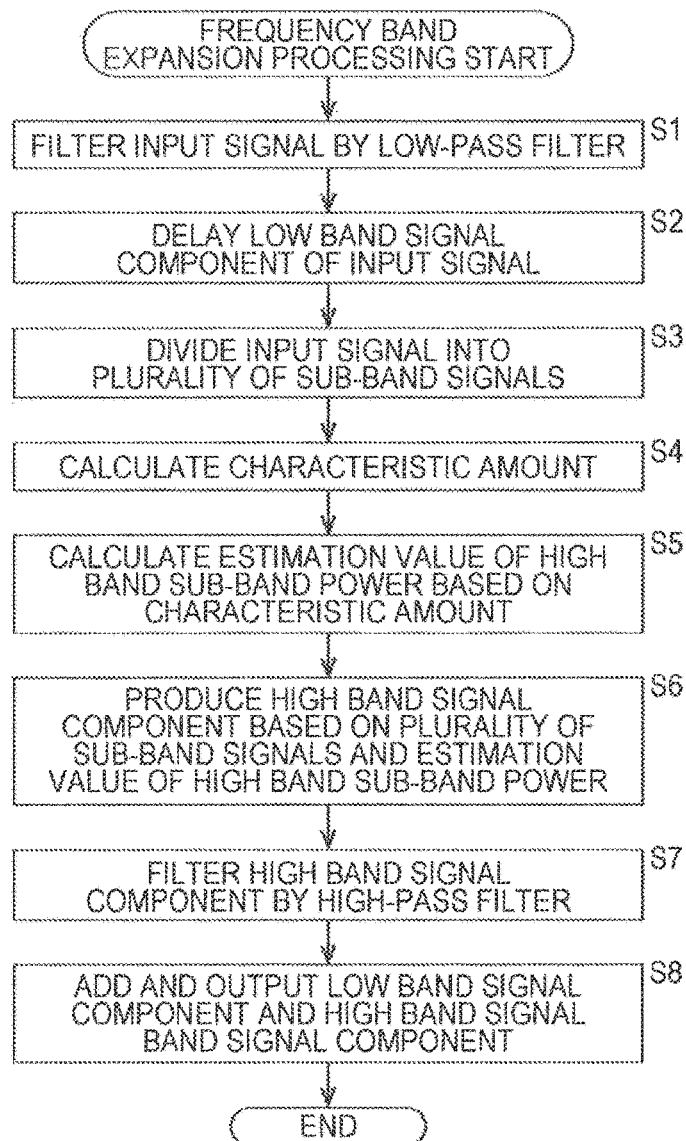 FREQUENCY BAND
EXPANSION PROCESSING START
S1
FILTER INPUT SIGNAL BY LOW-PASS FILTER
S2
DELAY LOW BAND SIGNAL
COMPONENT OF INPUT SIGNAL
S3
DIVIDE INPUT SIGNAL INTO
PLURALITY OF SUB-BAND SIGNALS
S4
CALCULATE CHARACTERISTIC AMOUNT
S5
CALCULATE ESTIMATION VALUE OF HIGH
BAND SUB-BAND POWER BASED ON
CHARACTERISTIC AMOUNT
S6
PRODUCE HIGH BAND SIGNAL
COMPONENT BASED ON PLURALITY OF
SUB-BAND SIGNALS AND ESTIMATION
VALUE OF HIGH BAND SUB-BAND POWER
S7
FILTER HIGH BAND SIGNAL
COMPONENT BY HIGH-PASS FILTER
S8
ADD AND OUTPUT LOW BAND SIGNAL
COMPONENT AND HIGH BAND SIGNAL
BAND SIGNAL COMPONENT
END